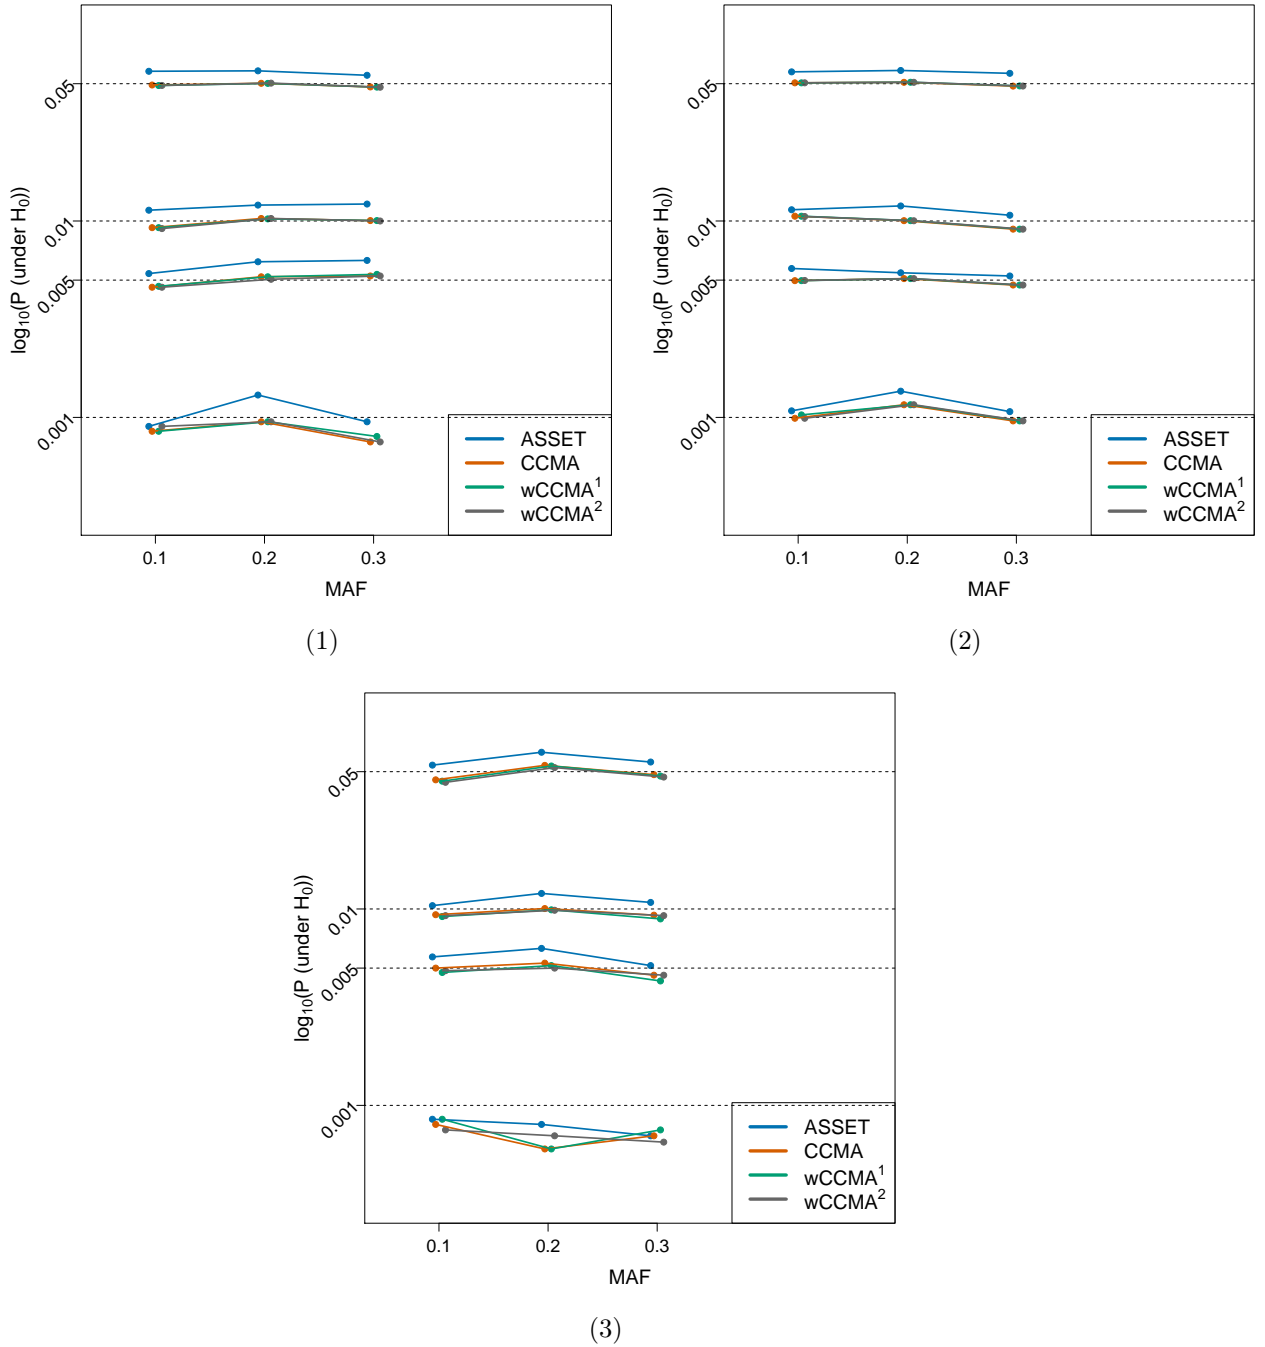 log₁₀(P (under H₀))
0.05
0.01
0.005
0.001
ASSET
CCMA
wCCMA¹
wCCMA²
0.1 0.2 0.3
MAF
(1)
log₁₀(P (under H₀))
0.05
0.01
0.005
0.001
ASSET
CCMA
wCCMA¹
wCCMA²
0.1 0.2 0.3
MAF
(2)
log₁₀(P (under H₀))
0.05
0.01
0.005
0.001
ASSET
CCMA
wCCMA¹
wCCMA²
0.1 0.2 0.3
MAF
(3)